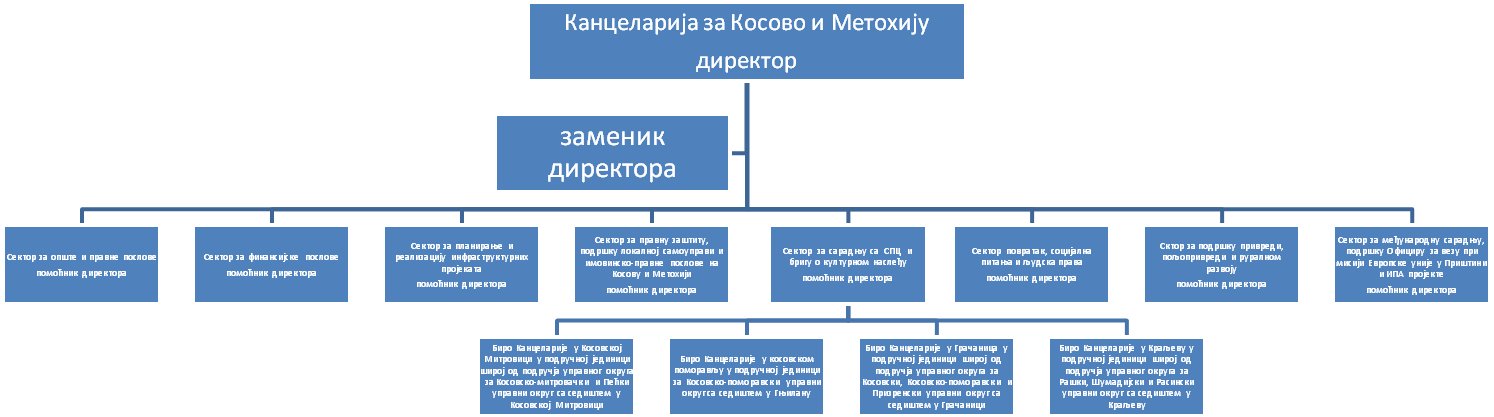 Канцеларија за Косово и Метохију
директор
заменик
директора
Сектор за опште и правне послове
помоћник директора
Сектор за финансијске послове
помоћник директора
Сектор за планирање и
реализацију инфраструктурних
пројеката
помоћник директора
Сектор за правну заштиту,
подршку локалној самоуправи и
имовинско-правне послове на
Косову и Метохији
помоћник директора
Сектор за сарадњу са СПЦ и
бригу о културном наслеђу
помоћник директора
Сектор повратак, социјална
питања и људска права
помоћник директора
Сктор за подршку привреди,
пољопривреди и руралном
развоју
помоћник директора
Сектор за међународну сарадњу,
подршку Официру за везу при
мисији Европске уније у Приштини
и ИПА пројекте
помоћник директора
Биро Канцеларије у Косовској
Митровици у подручној јединици
широј од подручја управног округа
за Косовско-митровачки и Пећки
управни округ са седиштем у
Косовској Митровици
Биро Канцеларије у косовском
поморављу у подручној јединици
за Косовско-поморавски управни
округ са седиштем у Гњилану
Биро Канцеларије у Грачаница у
подручној јединици широј од
подручја управног округа за
Косовски, Косовско-поморавски и
Призренски управни округ са
седиштем у Грачаници
Биро Канцеларије у Краљеву у
подручној јединици широј од
подручја управног округа за
Рашки, Шумадијски и Расински
управни округ са седиштем у
Краљеву